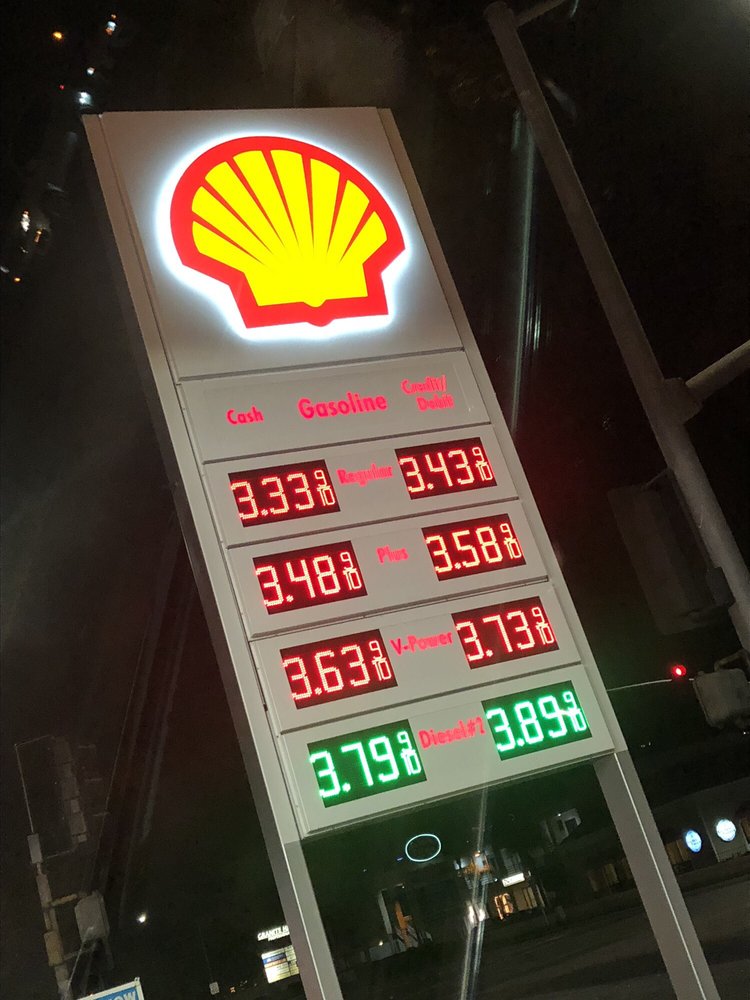 Cash Gasoline Credit/
Debit
3.33 9/10 Regular 3.43 9/10
3.48 9/10 Plus 3.58 9/10
3.63 9/10 V-Power 3.73 9/10
3.79 9/10 Diesel #2 3.89 9/10
GRANITE